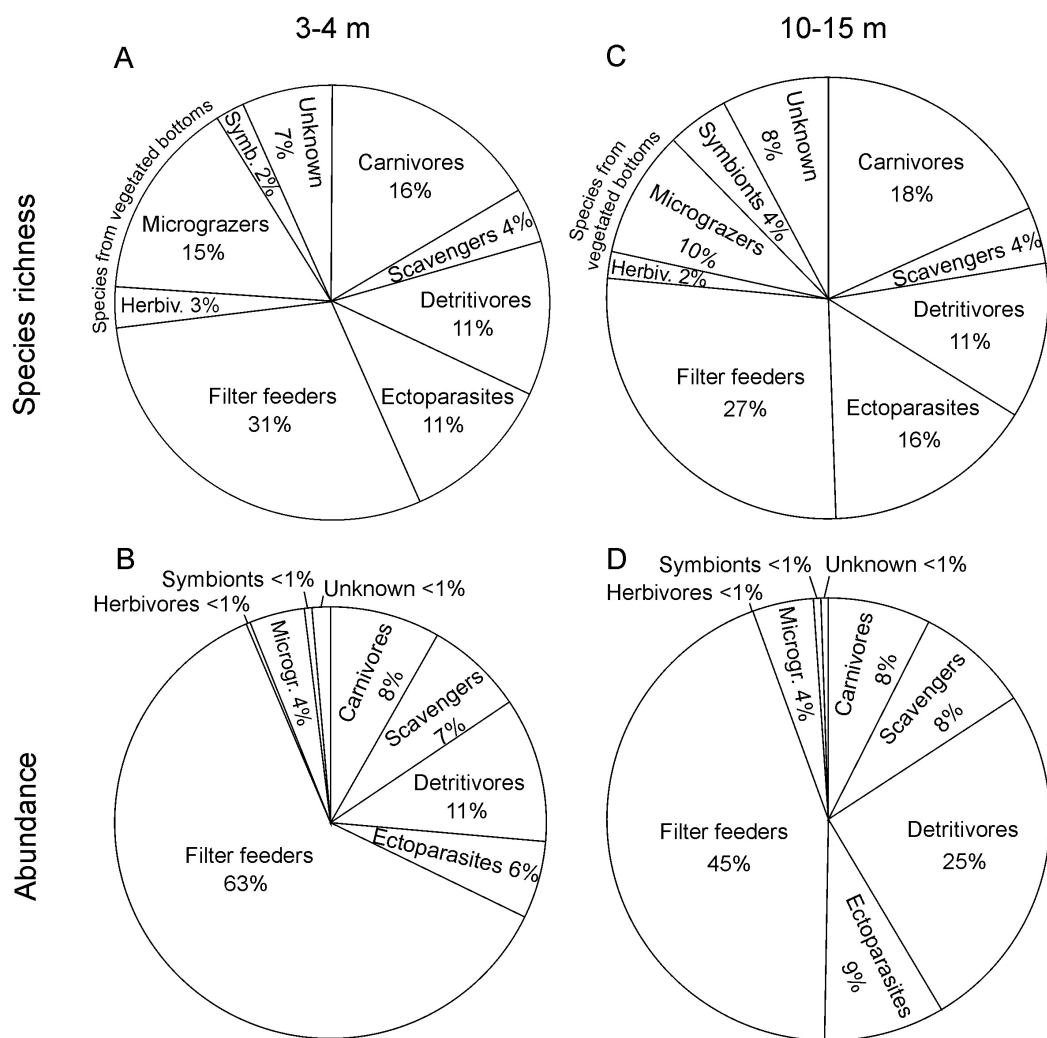 3-4 m
10-15 m
Species richness
Abundance
A
Carnivores
16%
Scavengers 4%
Detritivores
11%
Ectoparasites
11%
Filter feeders
31%
Herbiv. 3%
Micrograzers
15%
Symb. 2%
Unknown
7%
Species from vegetated bottoms
C
Carnivores
18%
Scavengers 4%
Detritivores
11%
Ectoparasites
16%
Filter feeders
27%
Herbiv. 2%
Micrograzers
10%
Symbionts 4%
Unknown
8%
Species from
vegetated bottoms
B
Symbionts <1%
Unknown <1%
Herbivores <1%
Microgr. 4%
Carnivores
8%
Scavengers
7%
Detritivores
11%
Ectoparasites 6%
Filter feeders
63%
D
Symbionts <1%
Unknown <1%
Herbivores <1%
Microgr. 4%
Carnivores
8%
Scavengers
8%
Detritivores
25%
Ectoparasites
9%
Filter feeders
45%